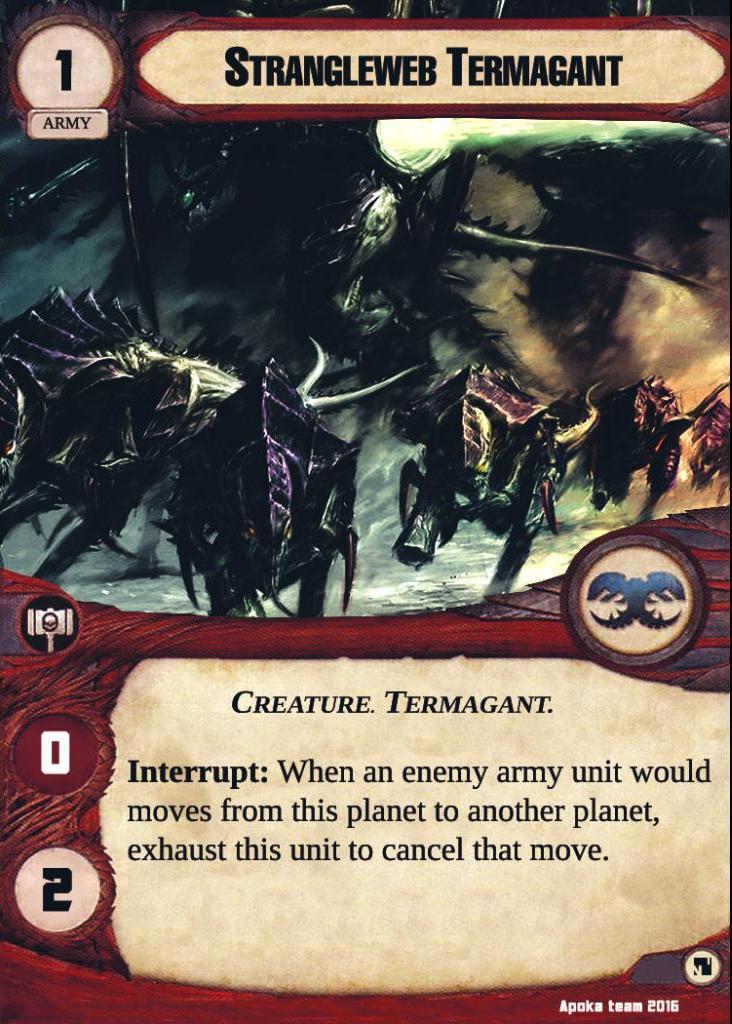 1
ARMY
STRANGLEWEB TERMAGANT
CREATURE. TERMAGANT.
0
Interrupt: When an enemy army unit would
moves from this planet to another planet,
exhaust this unit to cancel that move.
2
Apoka team 2016